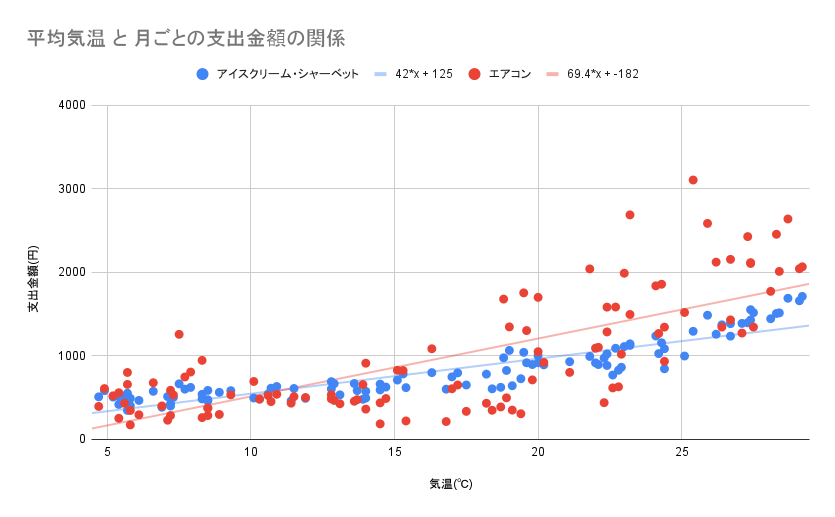 平均気温 と 月ごとの支出金額の関係
アイスクリーム・シャーベット 42*x + 125 エアコン 69.4*x + -182
支出金額(円)
4000
3000
2000
1000
0
5 10 15 20 25
気温(℃)